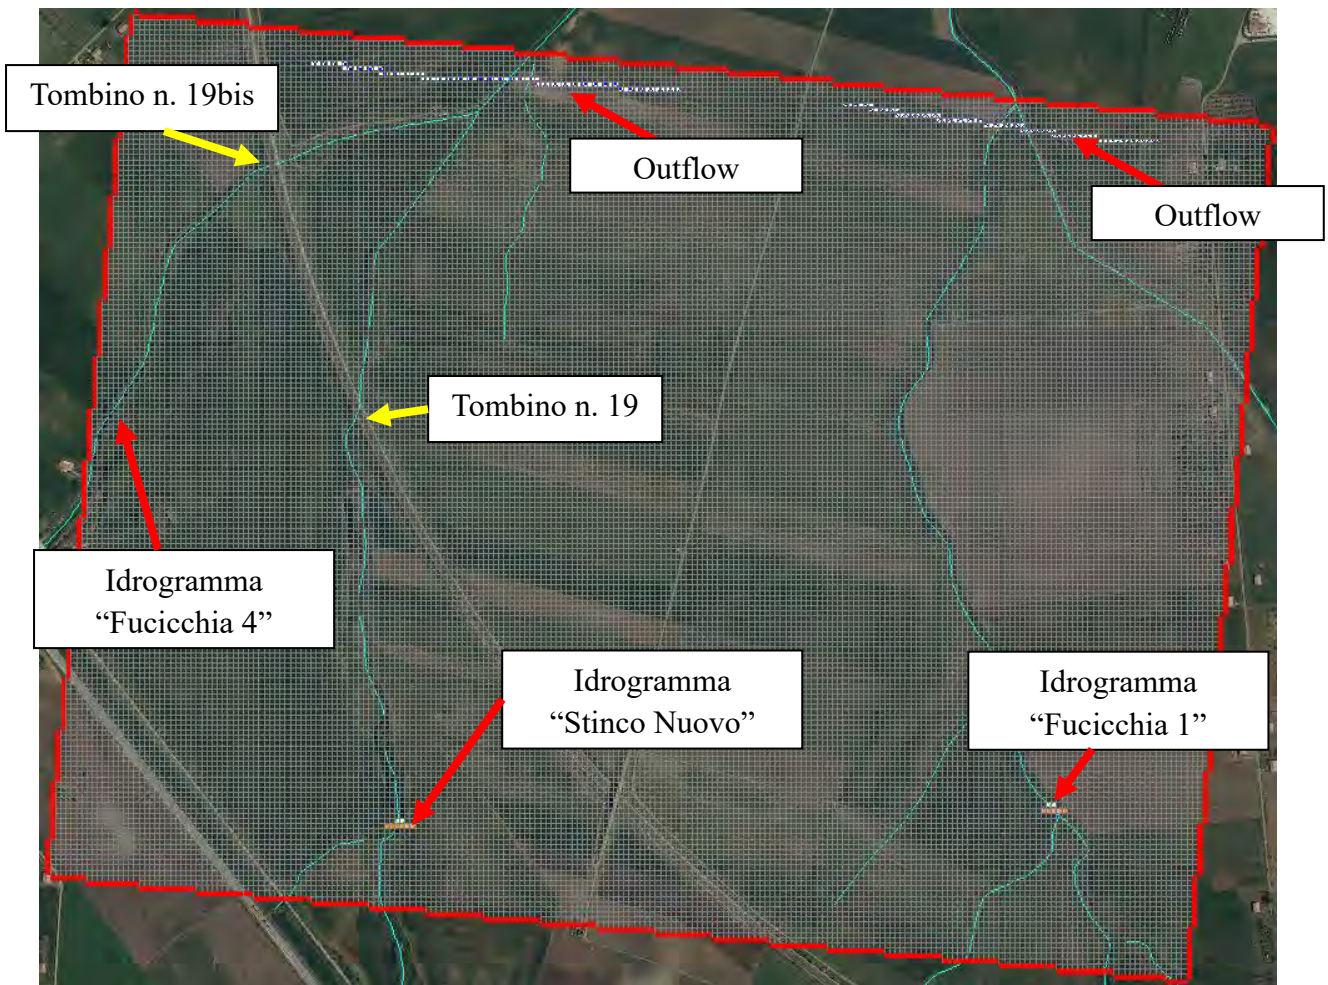 Tombino n. 19bis
Outflow
Outflow
Tombino n. 19
Idrogramma
“Fucicchia 4”
Idrogramma
“Stinco Nuovo”
Idrogramma
“Fucicchia 1”